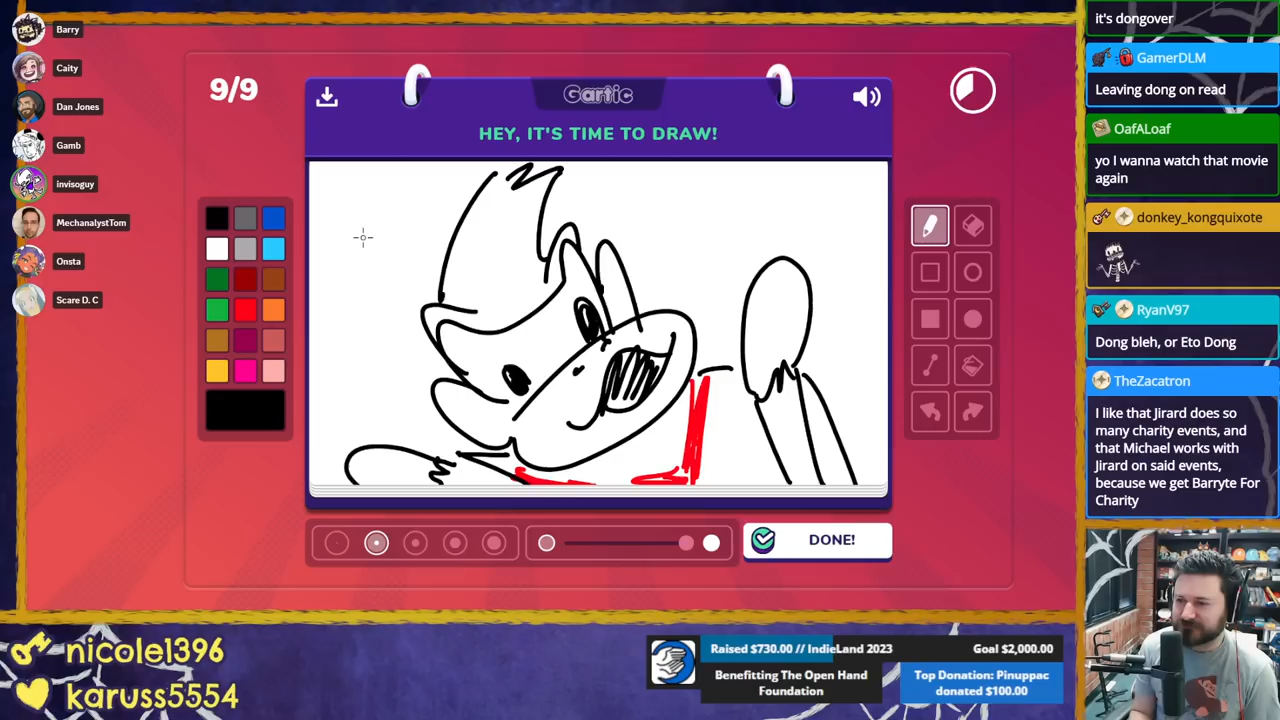 Barry
Caity
Dan Jones
Gamb
invisoguy
MechanalystTom
Onsta
Scare D. C
9/9
Gartic
HEY, IT'S TIME TO DRAW!
DONE!
it's dongover
GamerDLM
Leaving dong on read
OafALoaf
yo I wanna watch that movie
again
donkey_kongquixote
RyanV97
Dong bleh, or Eto Dong
TheZacatron
I like that Jirard does so
many charity events, and
that Michael works with
Jirard on said events,
because we get Barryte For
Charity
nicole1396
karuss5554
Raised $730.00 // IndieLand 2023
Goal $2,000.00
Benefitting The Open Hand
Foundation
Top Donation: Pinuppac
donated $100.00